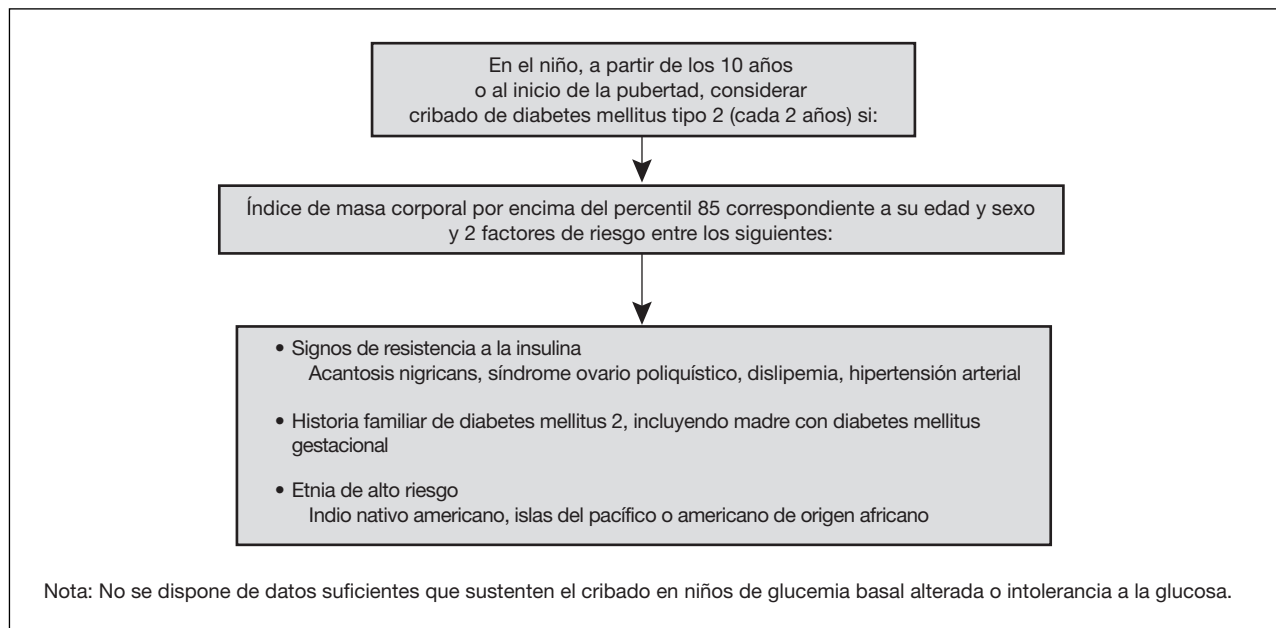 En el niño, a partir de los 10 años
o al inicio de la pubertad, considerar
cribado de diabetes mellitus tipo 2 (cada 2 años) si:
Índice de masa corporal por encima del percentil 85 correspondiente a su edad y sexo
y 2 factores de riesgo entre los siguientes:
• Signos de resistencia a la insulina
Acantosis nigricans, síndrome ovario poliquístico, dislipemia, hipertensión arterial
• Historia familiar de diabetes mellitus 2, incluyendo madre con diabetes mellitus
gestacional
• Etnia de alto riesgo
Indio nativo americano, islas del pacífico o americano de origen africano
Nota: No se dispone de datos suficientes que sustenten el cribado en niños de glucemia basal alterada o intolerancia a la glucosa.